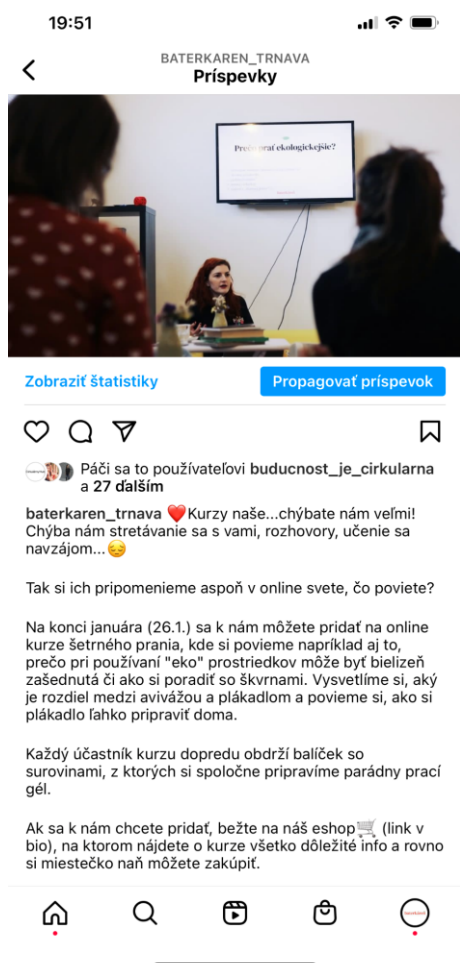 19:51
BATERKAREN_TRNAVA
Príspevky
Prečo prať ekologickejšie?
Zobraziť štatistiky
Propagovať príspevok
Páči sa to používateľovi buducnost_je_cirkularna
a 27 ďalším
baterkaren_trnava ❤️Kurzy naše...chýbate nám veľmi!
Chýba nám stretávanie sa s vami, rozhovory, učenie sa
navzájom...😔
Tak si ich pripomenieme aspoň v online svete, čo poviete?
Na konci januára (26.1.) sa k nám môžete pridať na online
kurze šetrného prania, kde si povieme napríklad aj to,
prečo pri používaní "eko" prostriedkov môže byť bielizeň
zašednutá či ako si poradiť so škvrnami. Vysvetlíme si, aký
je rozdiel medzi avivážou a plákadlom a povieme si, ako si
plákadlo ľahko pripraviť doma.
Každý účastník kurzu dopredu obdrží balíček so
surovinami, z ktorých si spoločne pripravíme parádny prací
gél.
Ak sa k nám chcete pridať, bežte na náš eshop🛒 (link v
bio), na ktorom nájdete o kurze všetko dôležité info a rovno
si miestečko naň môžete zakúpiť.